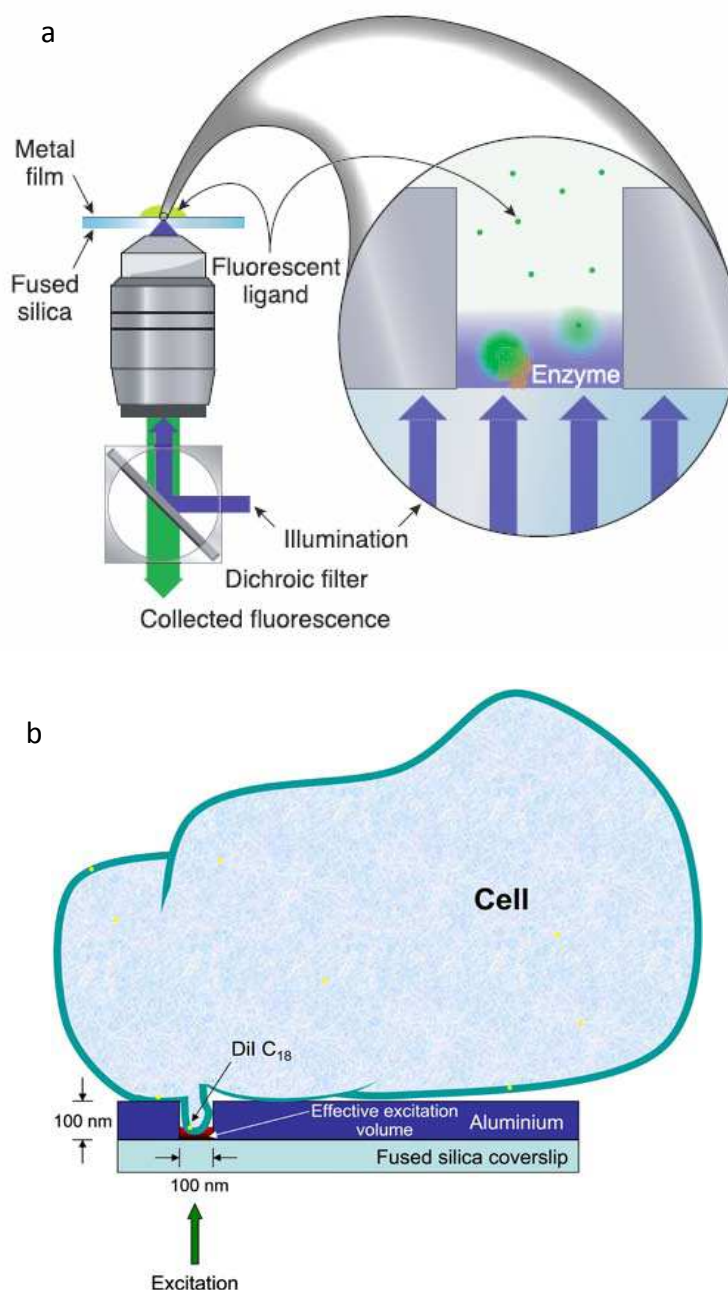 a
Metal
film
Fused
silica
Fluorescent
ligand
Enzyme
Illumination
Dichroic filter
Collected fluorescence
b
Cell
DiI C18
100 nm
Effective excitation
volume
Aluminium
Fused silica coverslip
100 nm
Excitation